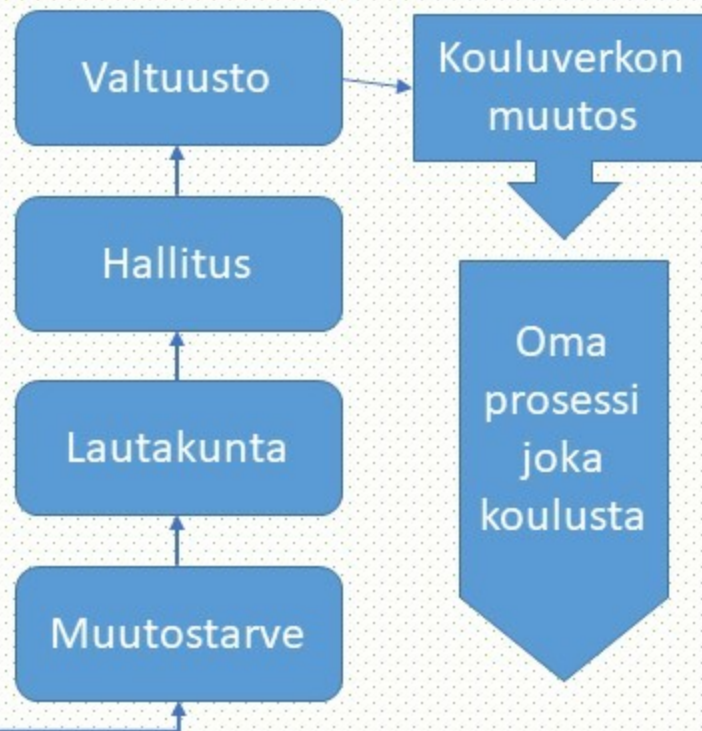 Valtuusto
Kouluverkon
muutos
Hallitus
Oma
prosessi
joka
koulusta
Lautakunta
Muutostarve